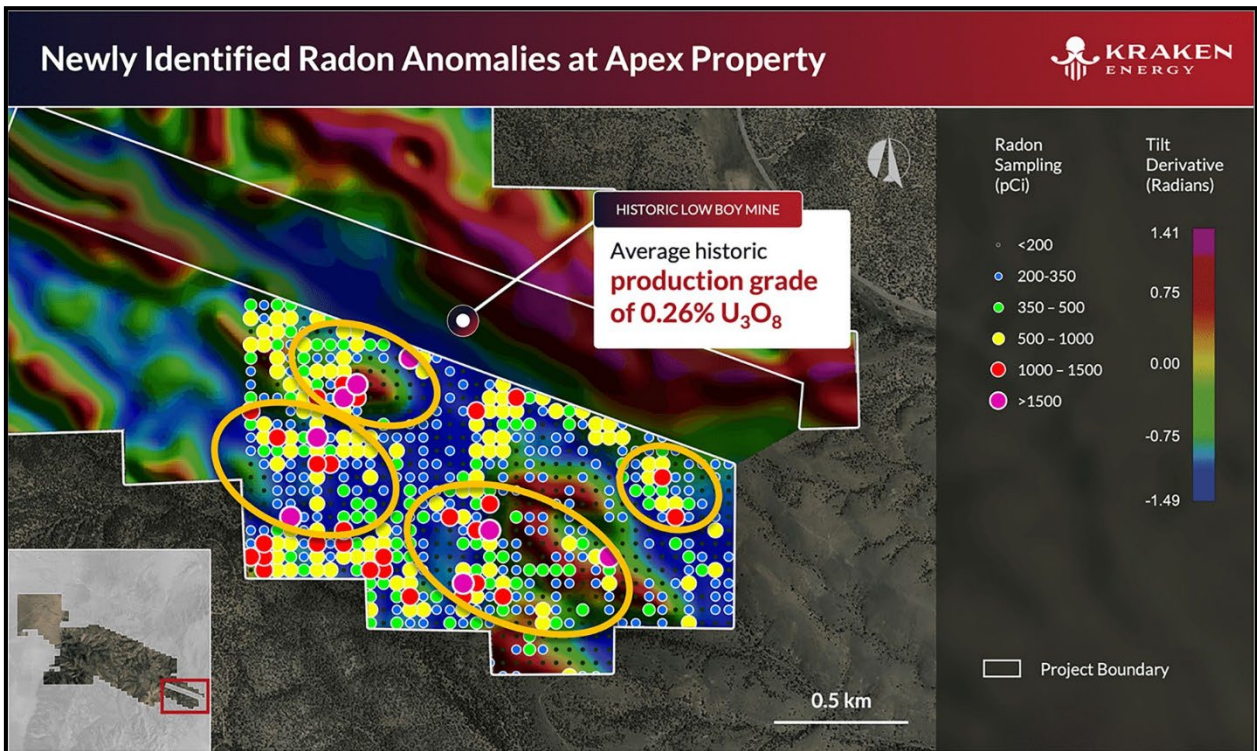 Newly Identified Radon Anomalies at Apex Property
KRAKEN
ENERGY
HISTORIC LOW BOY MINE
Average historic
production grade
of 0.26% U₃O₈
Radon
Sampling
(pCi)
<200
200-350
350 – 500
500 – 1000
1000 – 1500
>1500
Tilt
Derivative
(Radians)
1.41
0.75
0.00
-0.75
-1.49
Project Boundary
0.5 km